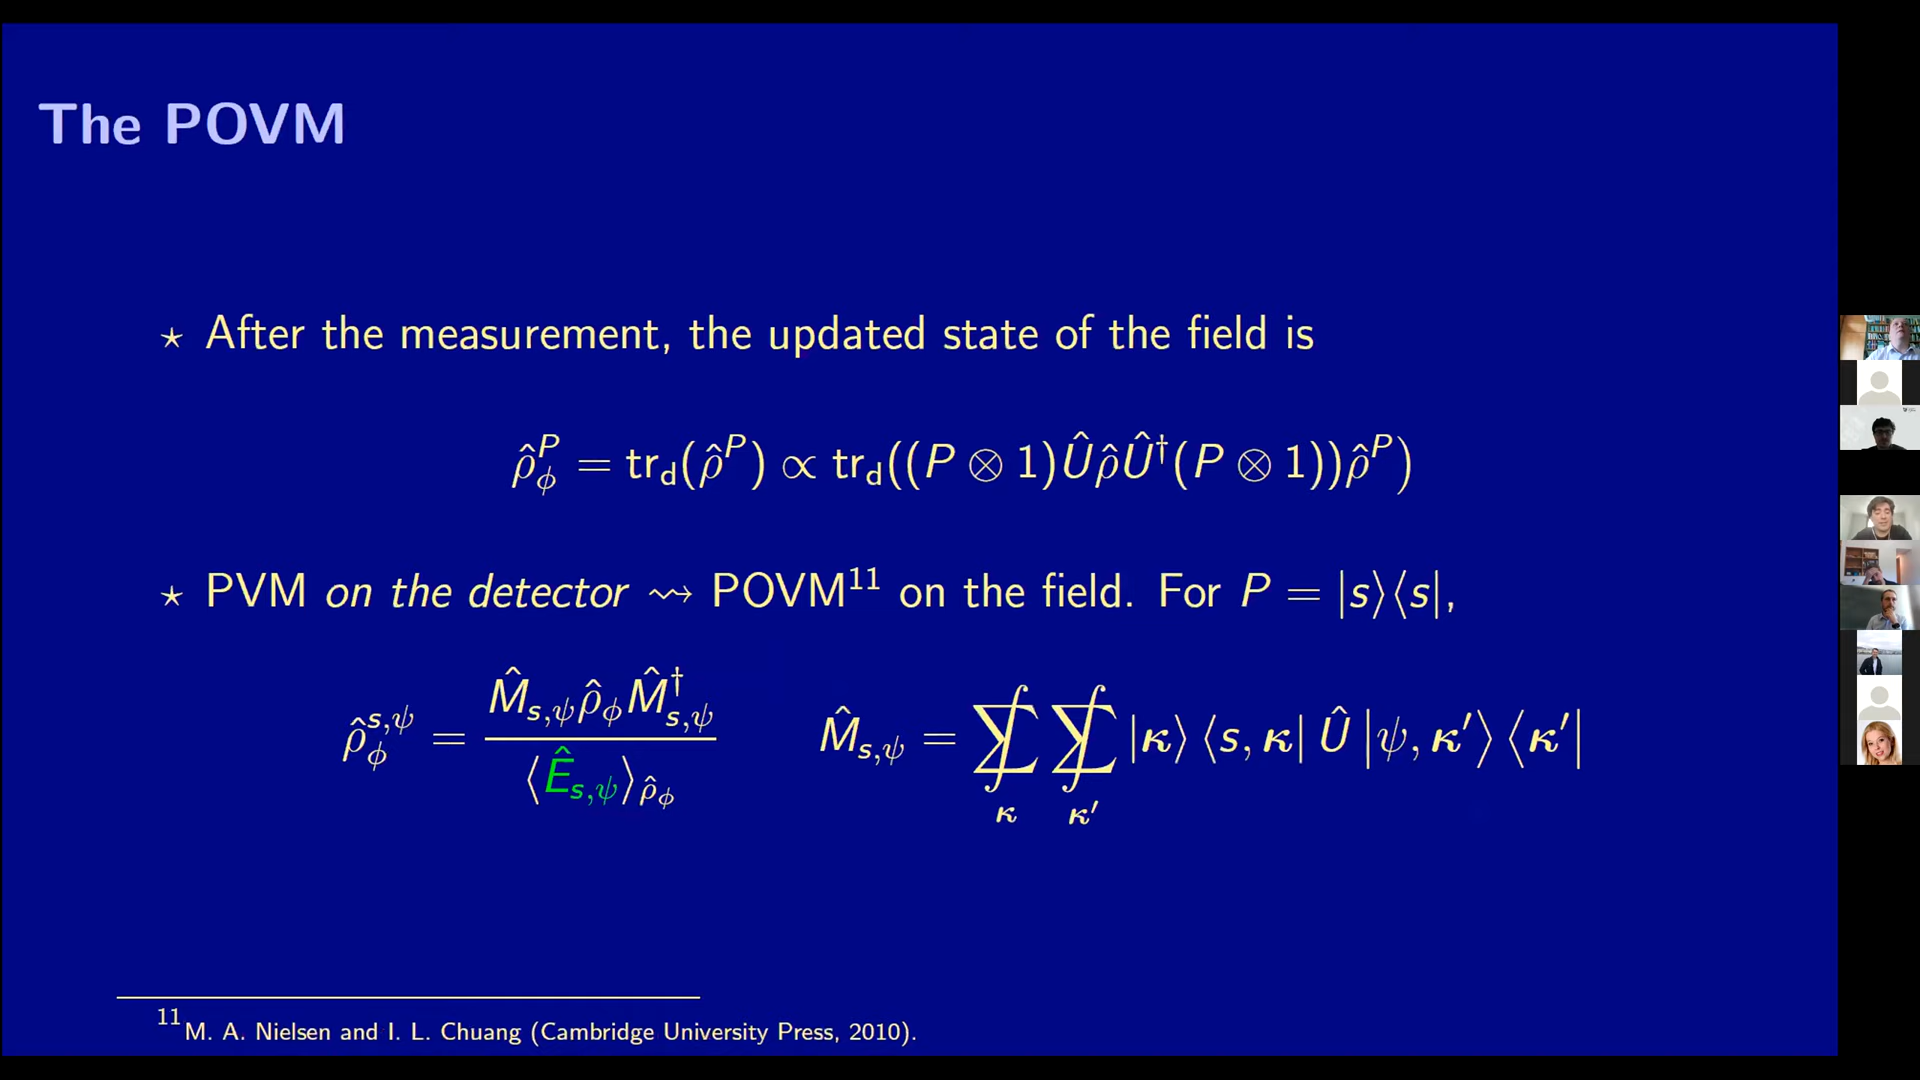 The POVM
⋆ After the measurement, the updated state of the field is
ρ̂_ϕ^P = tr_d(ρ̂^P) ∝ tr_d((P ⊗ 1)Ûρ̂Û†(P ⊗ 1))ρ̂^P)
⋆ PVM on the detector ⇝ POVM¹¹ on the field. For P = |s⟩⟨s|,
ρ̂_ϕ^{s,ψ} = M̂_{s,ψ}ρ̂_ϕM̂†_{s,ψ} / ⟨Ê_{s,ψ}⟩_{ρ̂_ϕ}    M̂_{s,ψ} = ⨋_κ ⨋_κ′ |κ⟩ ⟨s, κ| Û |ψ, κ′⟩ ⟨κ′|
¹¹M. A. Nielsen and I. L. Chuang (Cambridge University Press, 2010).